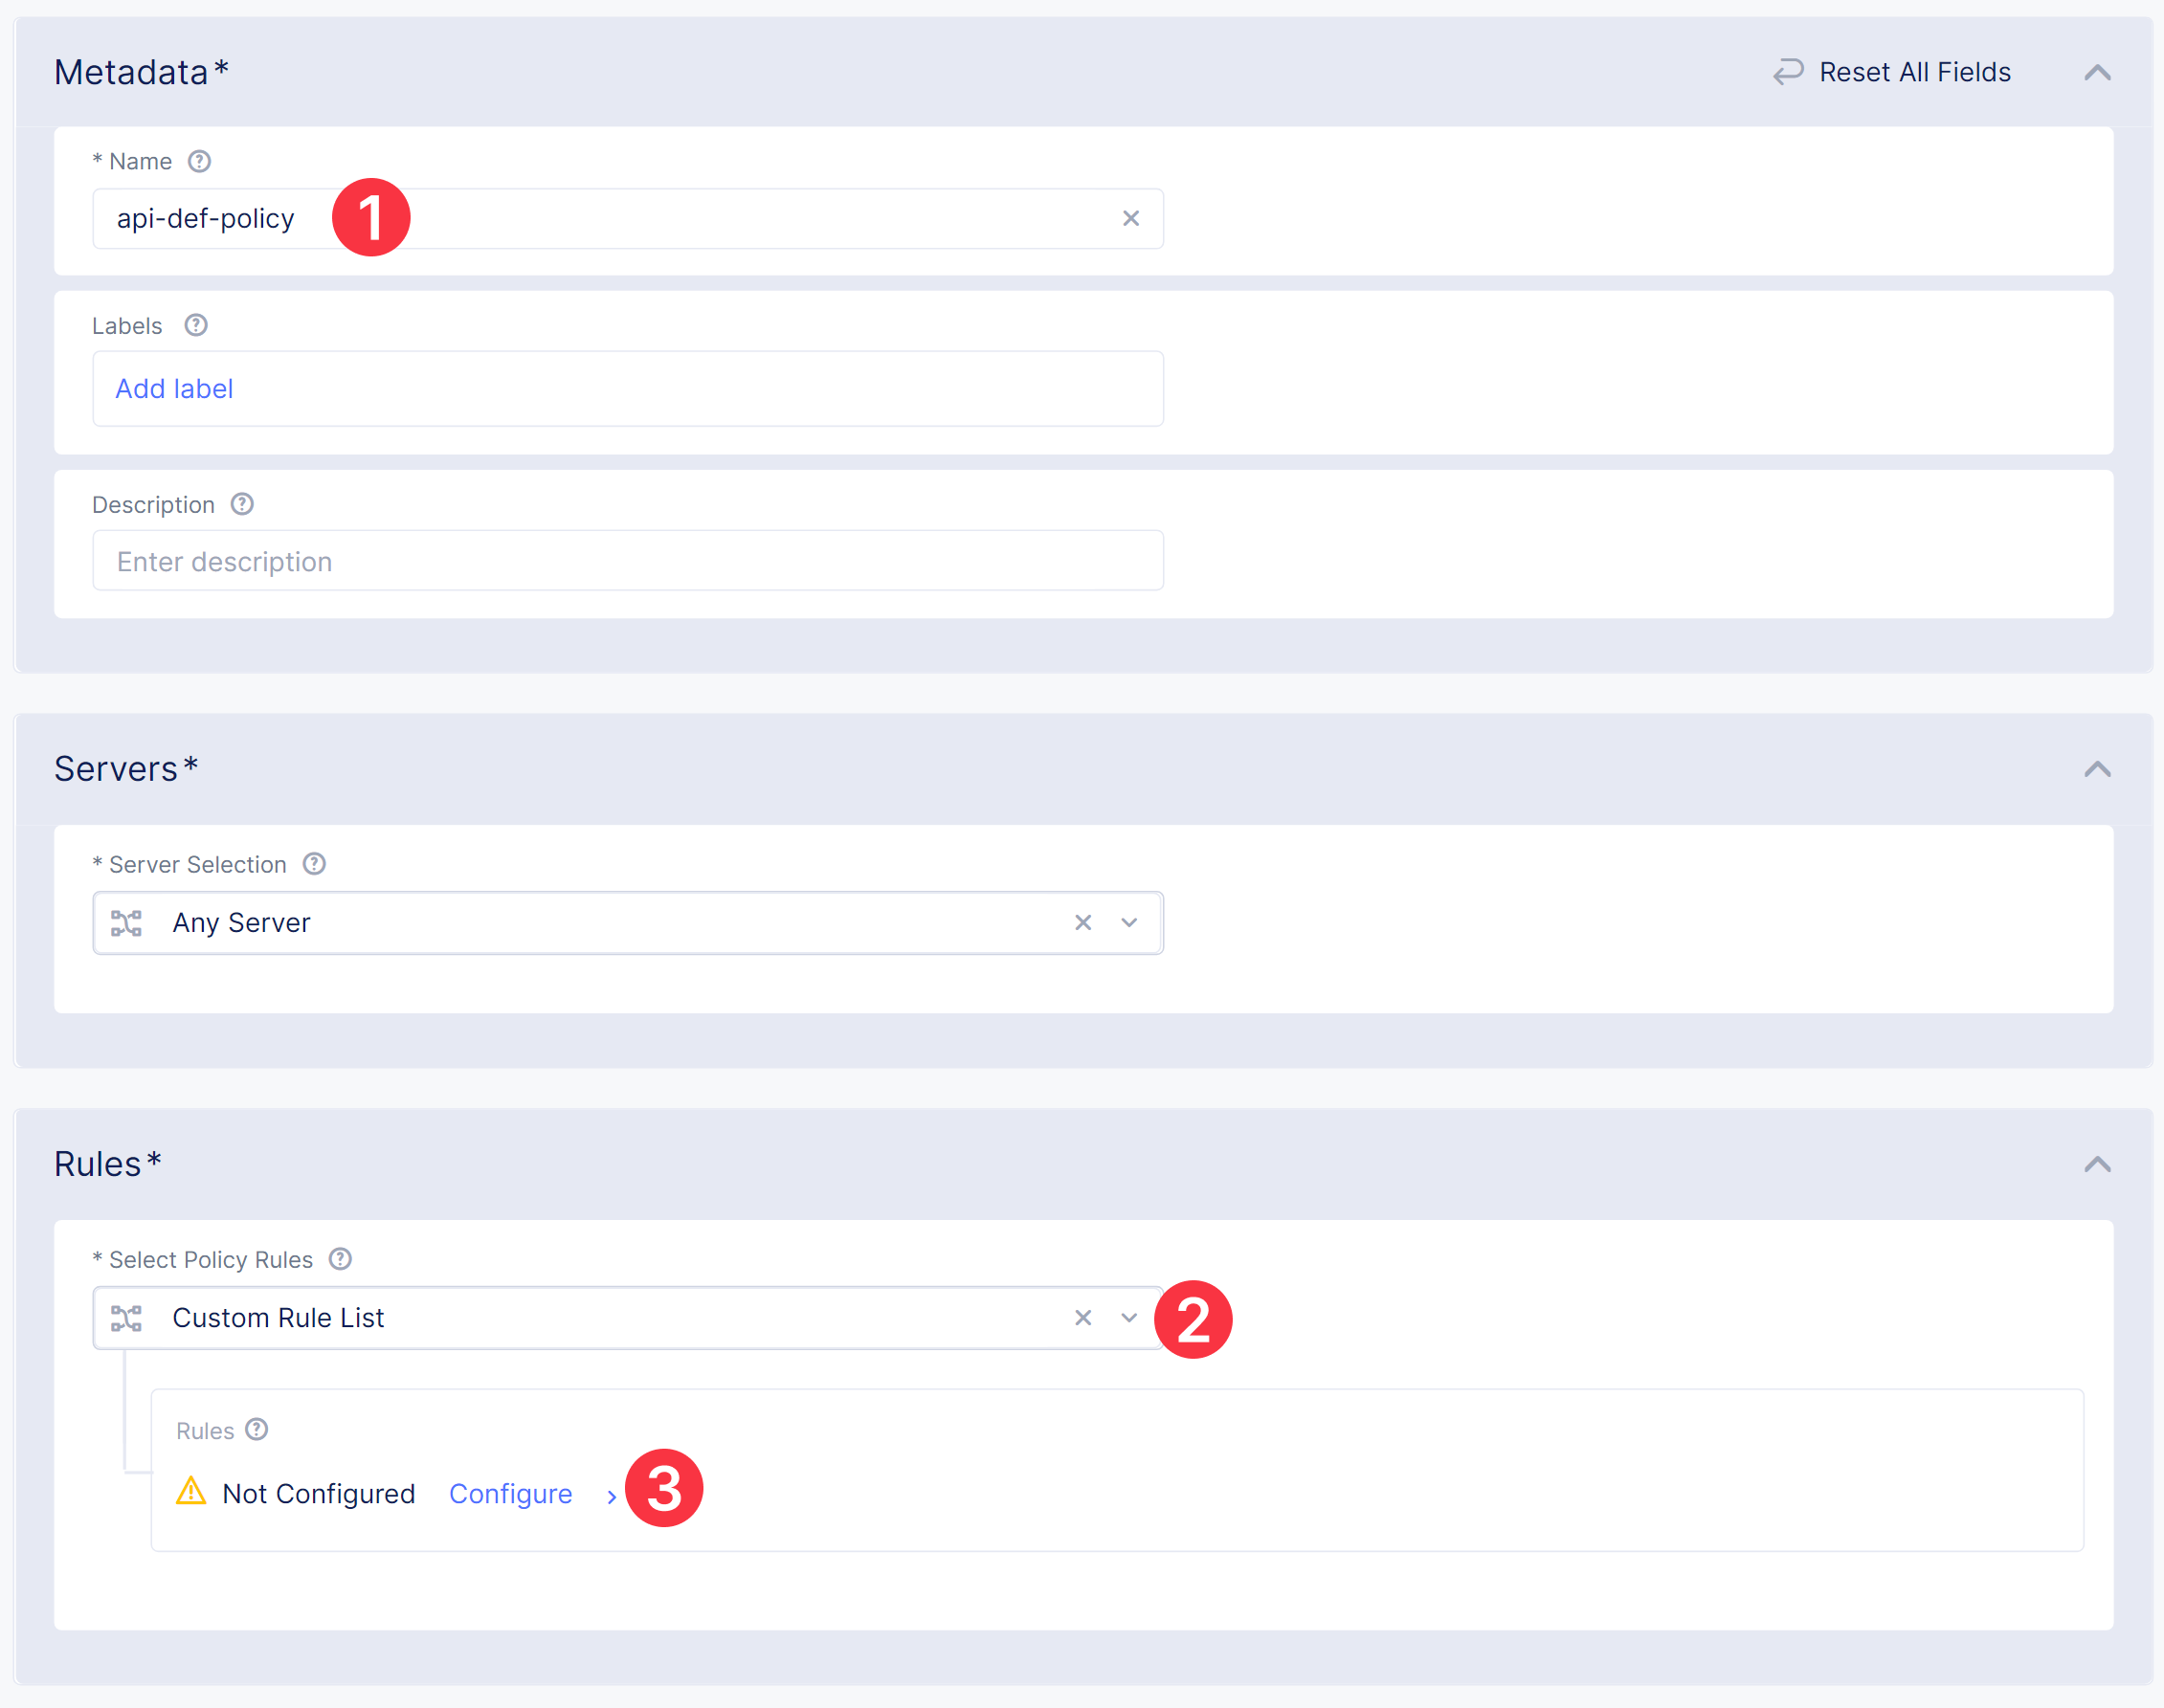 Metadata*
Reset All Fields
* Name
api-def-policy 1
Labels
Add label
Description
Enter description
Servers*
* Server Selection
Any Server
Rules*
* Select Policy Rules
Custom Rule List 2
Rules
Not Configured Configure 3